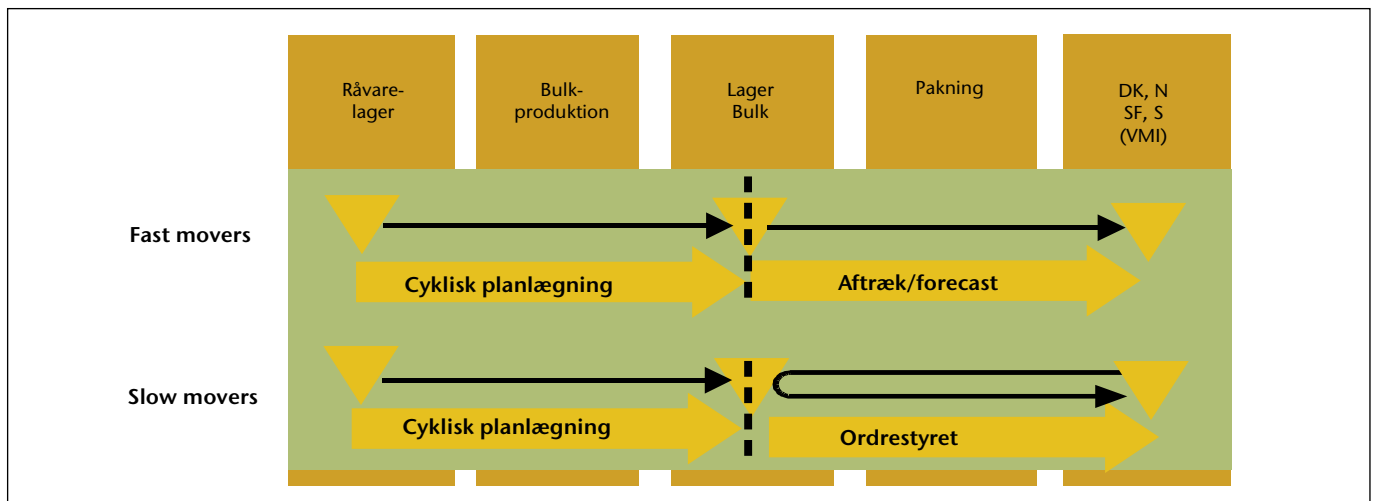 Råvare-
lager
Bulk-
produktion
Lager
Bulk
Pakning
DK, N
SF, S
(VMI)
Fast movers
Cyklisk planlægning
Aftræk/forecast
Slow movers
Cyklisk planlægning
Ordrestyret